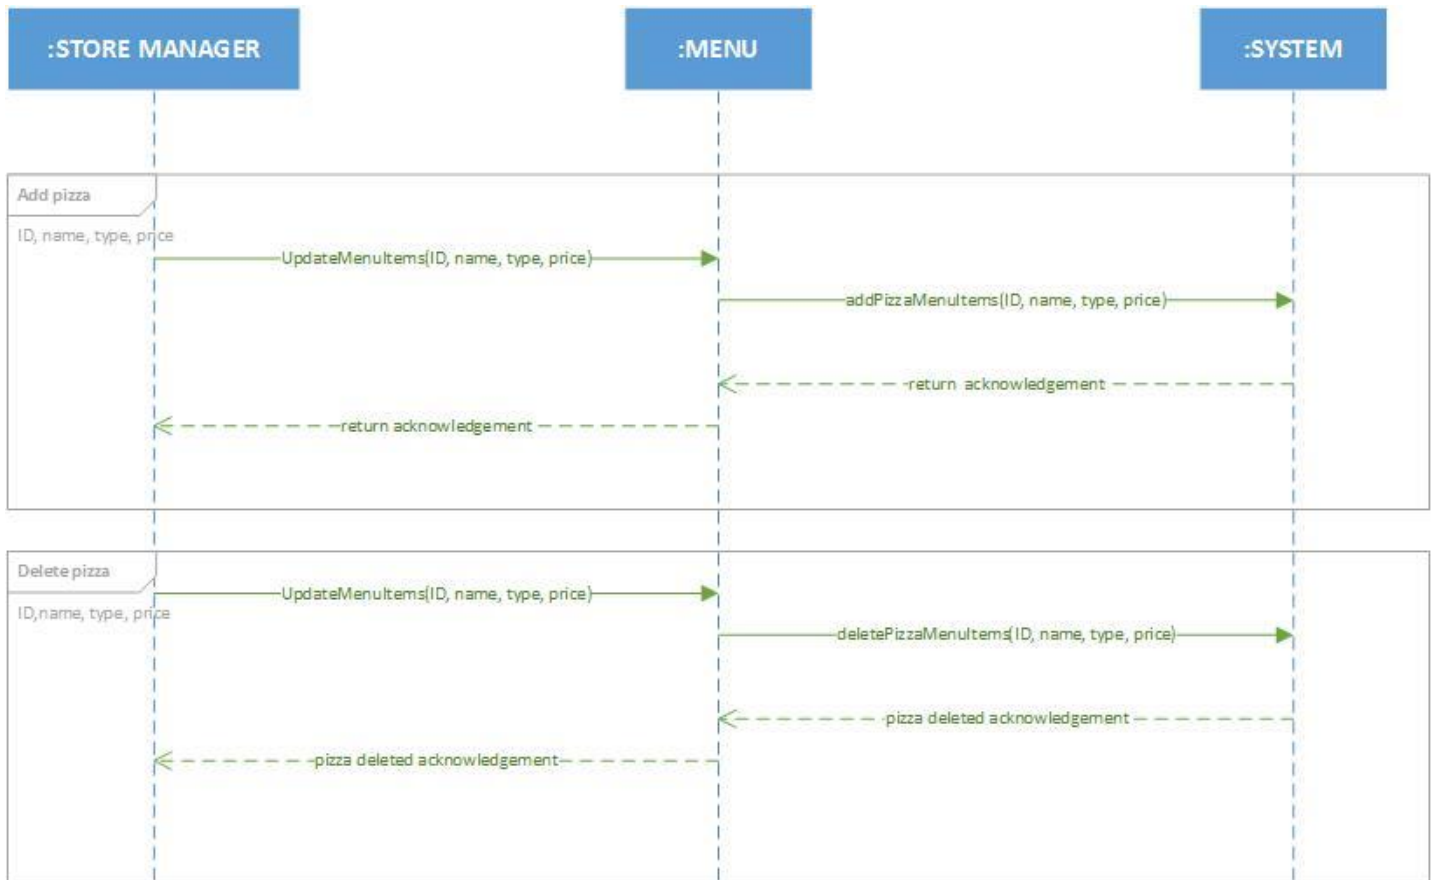 :STORE MANAGER
:MENU
:SYSTEM
Add pizza
ID, name, type, price
UpdateMenuItems(ID, name, type, price)
addPizzaMenuItems(ID, name, type, price)
return acknowledgement
return acknowledgement
Delete pizza
UpdateMenuItems(ID, name, type, price)
ID,name, type, price
deletePizzaMenuItems(ID, name, type, price)
pizza deleted acknowledgement
pizza deleted acknowledgement